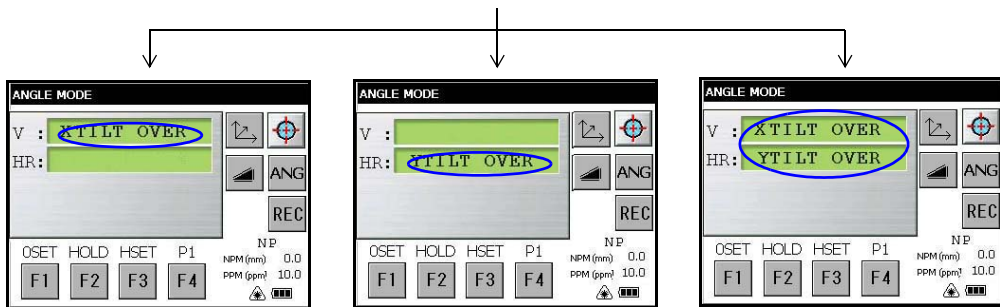 ANGLE MODE
V : XTILT OVER
HR:
ANG
REC
0SET HOLD HSET P1
NP
NPM (mm) 0.0
PPM (ppm) 10.0
F1 F2 F3 F4
ANGLE MODE
V :
HR: YTILT OVER
ANG
REC
0SET HOLD HSET P1
NP
NPM (mm) 0.0
PPM (ppm) 10.0
F1 F2 F3 F4
ANGLE MODE
V : XTILT OVER
HR: YTILT OVER
ANG
REC
0SET HOLD HSET P1
NP
NPM (mm) 0.0
PPM (ppm) 10.0
F1 F2 F3 F4